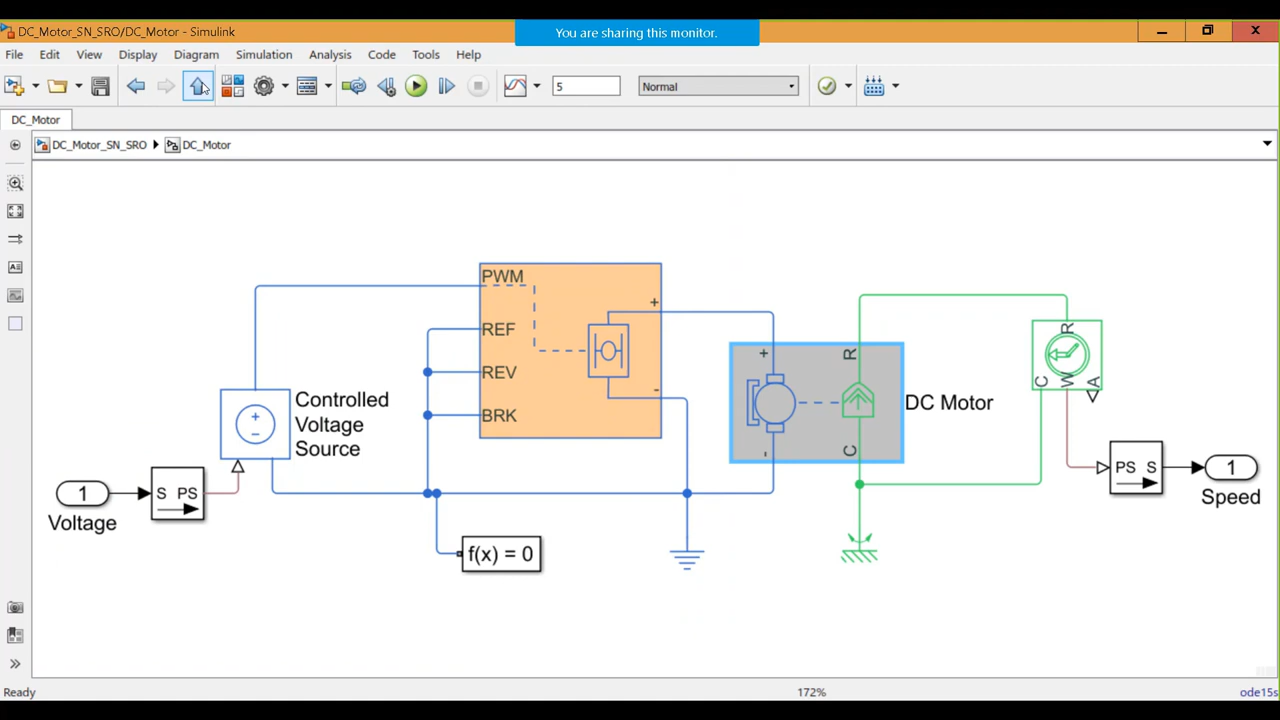 DC_Motor_SN_SRO/DC_Motor - Simulink
You are sharing this monitor.
File Edit View Display Diagram Simulation Analysis Code Tools Help
5
Normal
DC_Motor
DC_Motor_SN_SRO
DC_Motor
PWM
REF
REV
BRK
+
-
Controlled
Voltage
Source
+
-
1
Voltage
S PS
f(x) = 0
+
-
R
C
DC Motor
R
C
W
A
PS S
1
Speed
Ready
172%
ode15s